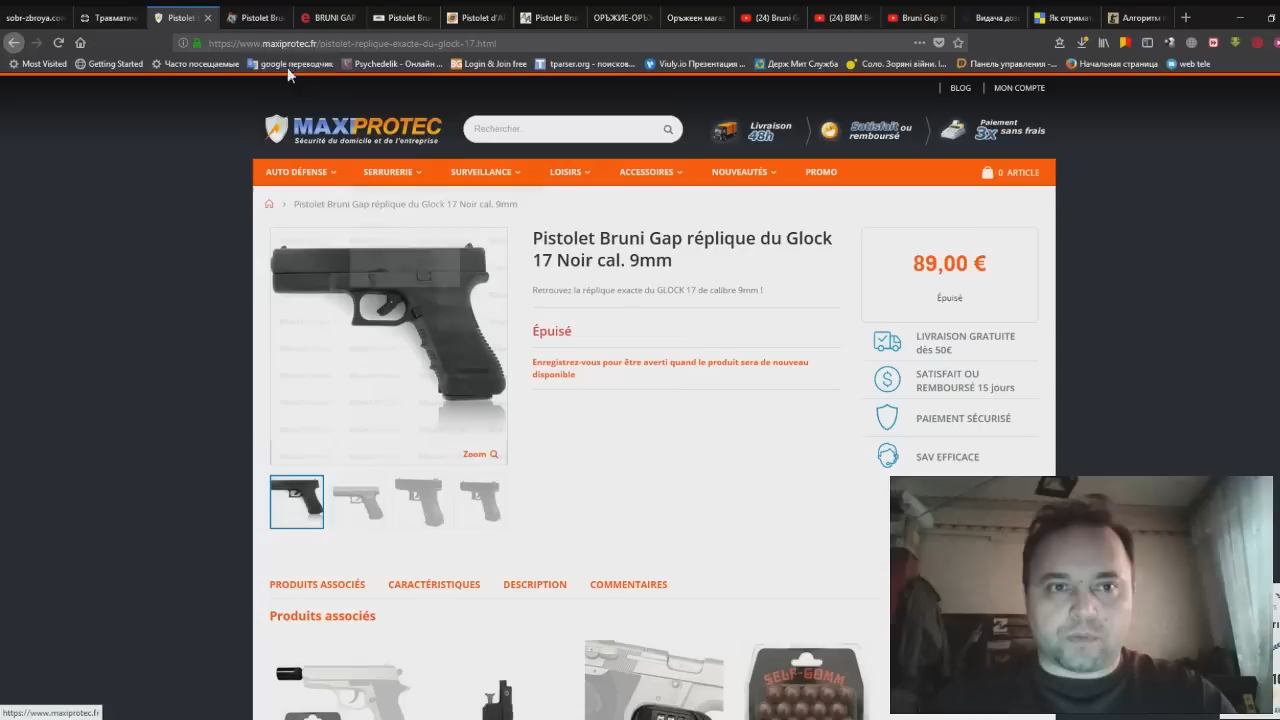 sobr-zbroya.com
Травматич
Pistolet
Pistolet Bru
BRUNI GAP
Pistolet Bru
Pistolet d'Al
Pistolet Bru
ОРЪЖИЕ-ОРЪ
Оръжеен мага
(24) Bruni G
(24) BBM B
Bruni Gap B
Видача доз
Як отримат
Алгоритм п
https://www.maxiprotec.fr/pistolet-replique-exacte-du-glock-17.html
Most Visited
Getting Started
Часто посещаемые
google переводчик
Psychedelik - Онлайн ...
Login & Join free
tparser.org - поисков...
Viuly.io Презентация ...
Держ Мит Служба
Соло. Зоряні війни. І...
Панель управления -...
Начальная страница
web tele
BLOG
MON COMPTE
MAXIPROTEC
Sécurité du domicile et de l'entreprise
Rechercher..
Livraison
48h
Satisfait ou
remboursé
Paiement
3x sans frais
AUTO DÉFENSE
SERRURERIE
SURVEILLANCE
LOISIRS
ACCESSOIRES
NOUVEAUTÉS
PROMO
0 ARTICLE
Pistolet Bruni Gap réplique du Glock 17 Noir cal. 9mm
Pistolet Bruni Gap réplique du Glock
17 Noir cal. 9mm
Retrouvez la réplique exacte du GLOCK 17 de calibre 9mm !
Épuisé
Enregistrez-vous pour être averti quand le produit sera de nouveau
disponible
89,00 €
Épuisé
LIVRAISON GRATUITE
dès 50€
SATISFAIT OU
REMBOURSÉ 15 jours
PAIEMENT SÉCURISÉ
SAV EFFICACE
Zoom
PRODUITS ASSOCIÉS
CARACTÉRISTIQUES
DESCRIPTION
COMMENTAIRES
Produits associés
SELF-GOMM
https://www.maxiprotec.fr